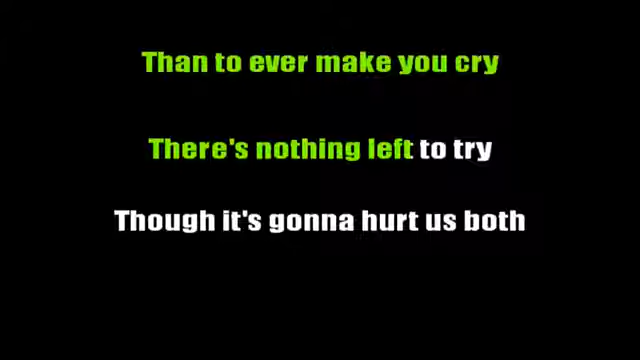 Than to ever make you cry
There's nothing left to try
Though it's gonna hurt us both